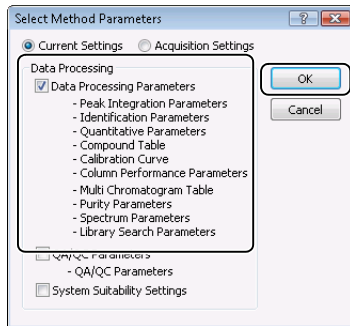 Select Method Parameters
Current Settings Acquisition Settings
Data Processing
Data Processing Parameters
- Peak Integration Parameters
- Identification Parameters
- Quantitative Parameters
- Compound Table
- Calibration Curve
- Column Performance Parameters
- Multi Chromatogram Table
- Purity Parameters
- Spectrum Parameters
- Library Search Parameters
QA/QC Parameters
- QA/QC Parameters
System Suitability Settings
OK
Cancel